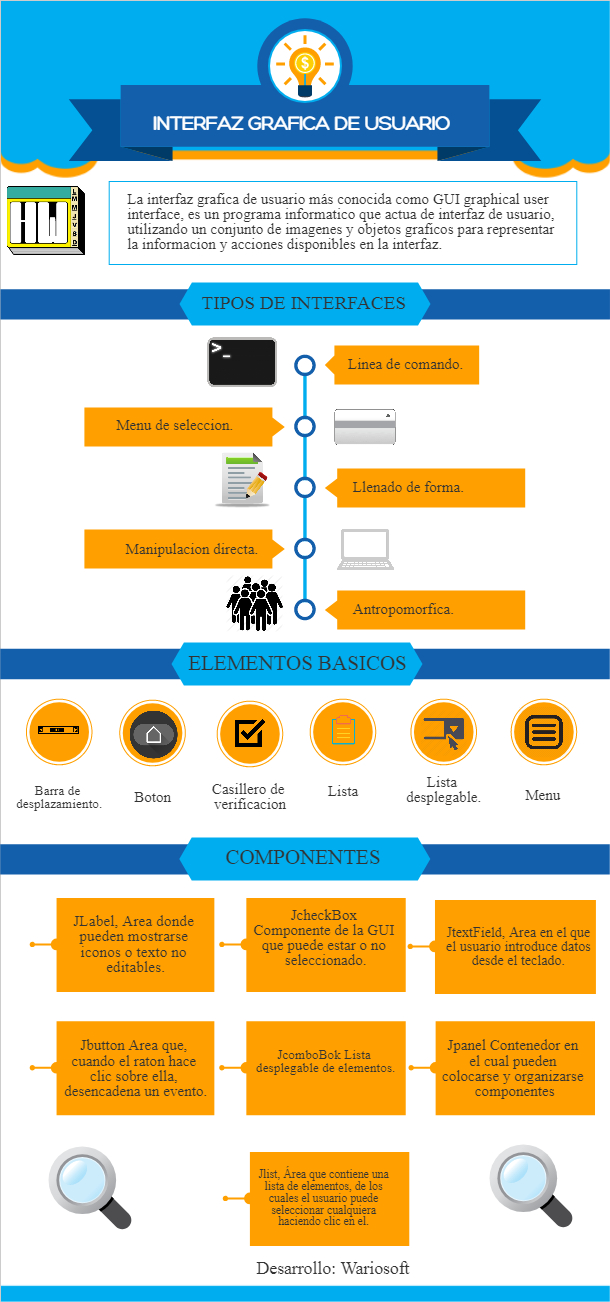 INTERFAZ GRAFICA DE USUARIO
La interfaz grafica de usuario más conocida como GUI graphical user
interface, es un programa informatico que actua de interfaz de usuario,
utilizando un conjunto de imagenes y objetos graficos para representar
la informacion y acciones disponibles en la interfaz.
TIPOS DE INTERFACES
Linea de comando.
Menu de seleccion.
Llenado de forma.
Manipulacion directa.
Antropomorfica.
ELEMENTOS BASICOS
Barra de
desplazamiento.
Boton
Casillero de
verificacion
Lista
Lista
desplegable.
Menu
COMPONENTES
JLabel, Area donde
pueden mostrarse
iconos o texto no
editables.
JcheckBox
Componente de la GUI
que puede estar o no
seleccionado.
JtextField, Area en el que
el usuario introduce datos
desde el teclado.
Jbutton Area que,
cuando el raton hace
clic sobre ella,
desencadena un evento.
JcomboBok Lista
desplegable de elementos.
Jpanel Contenedor en
el cual pueden
colocarse y organizarse
componentes
Jlist, Área que contiene una
lista de elementos, de los
cuales el usuario puede
seleccionar cualquiera
haciendo clic en el.
Desarrollo: Wariosoft